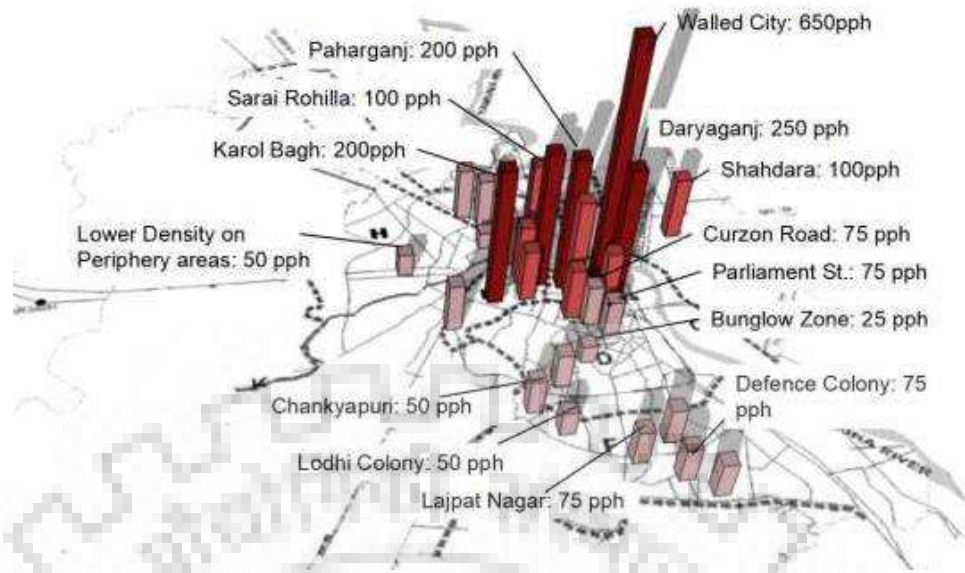 Walled City: 650pph
Paharganj: 200 pph
Sarai Rohilla: 100 pph
Daryaganj: 250 pph
Karol Bagh: 200pph
Shahdara: 100pph
Lower Density on
Periphery areas: 50 pph
Curzon Road: 75 pph
Parliament St.: 75 pph
Bunglow Zone: 25 pph
Chankyapuri: 50 pph
Defence Colony: 75
pph
Lodhi Colony: 50 pph
Lajpat Nagar: 75 pph
RIVER
H
K